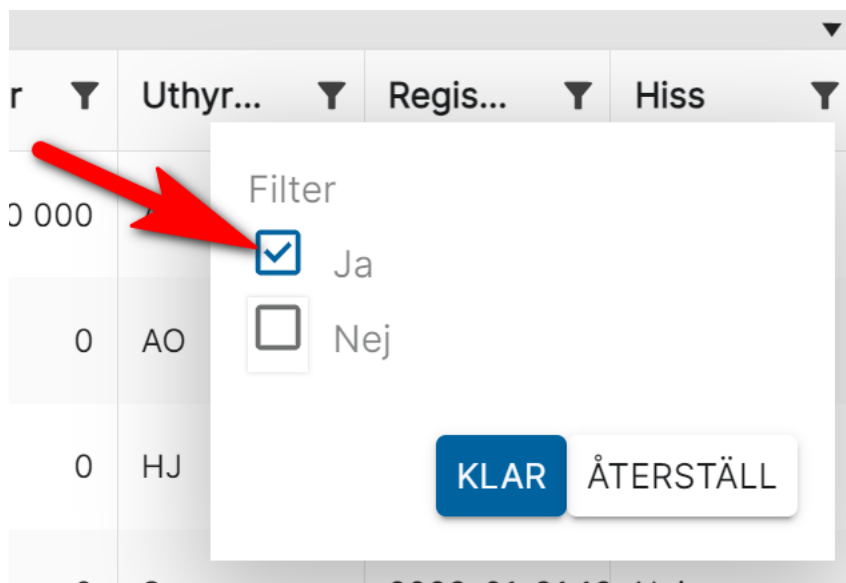 r Uthyr... Regis... Hiss
Filter
0 000
Ja
0 AO Nej
0 HJ KLAR ÅTERSTÄLL